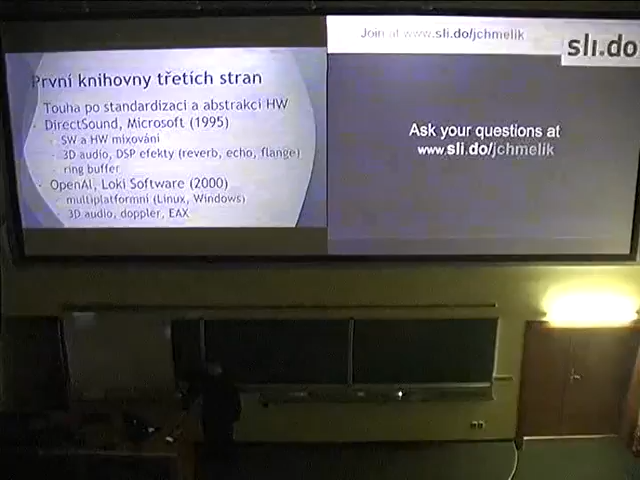 První knihovny třetích stran
Touha po standardizaci a abstrakci HW
DirectSound, Microsoft (1995)
SW a HW mixování
3D audio, DSP efekty (reverb, echo, flange)
ring buffer
OpenAl, Loki Software (2000)
multiplatformní (Linux, Windows)
3D audio, doppler, EAX
Join at www.sli.do/jchmelik
sli.do
Ask your questions at
www.sli.do/jchmelik